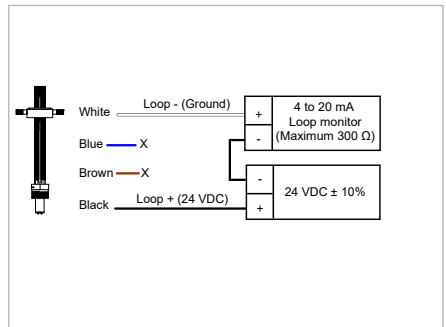 White
Loop - (Ground)
+
4 to 20 mA
Loop monitor
(Maximum 300 Ω)
-
Blue
X
Brown
X
-
24 VDC ± 10%
Black
Loop + (24 VDC)
+